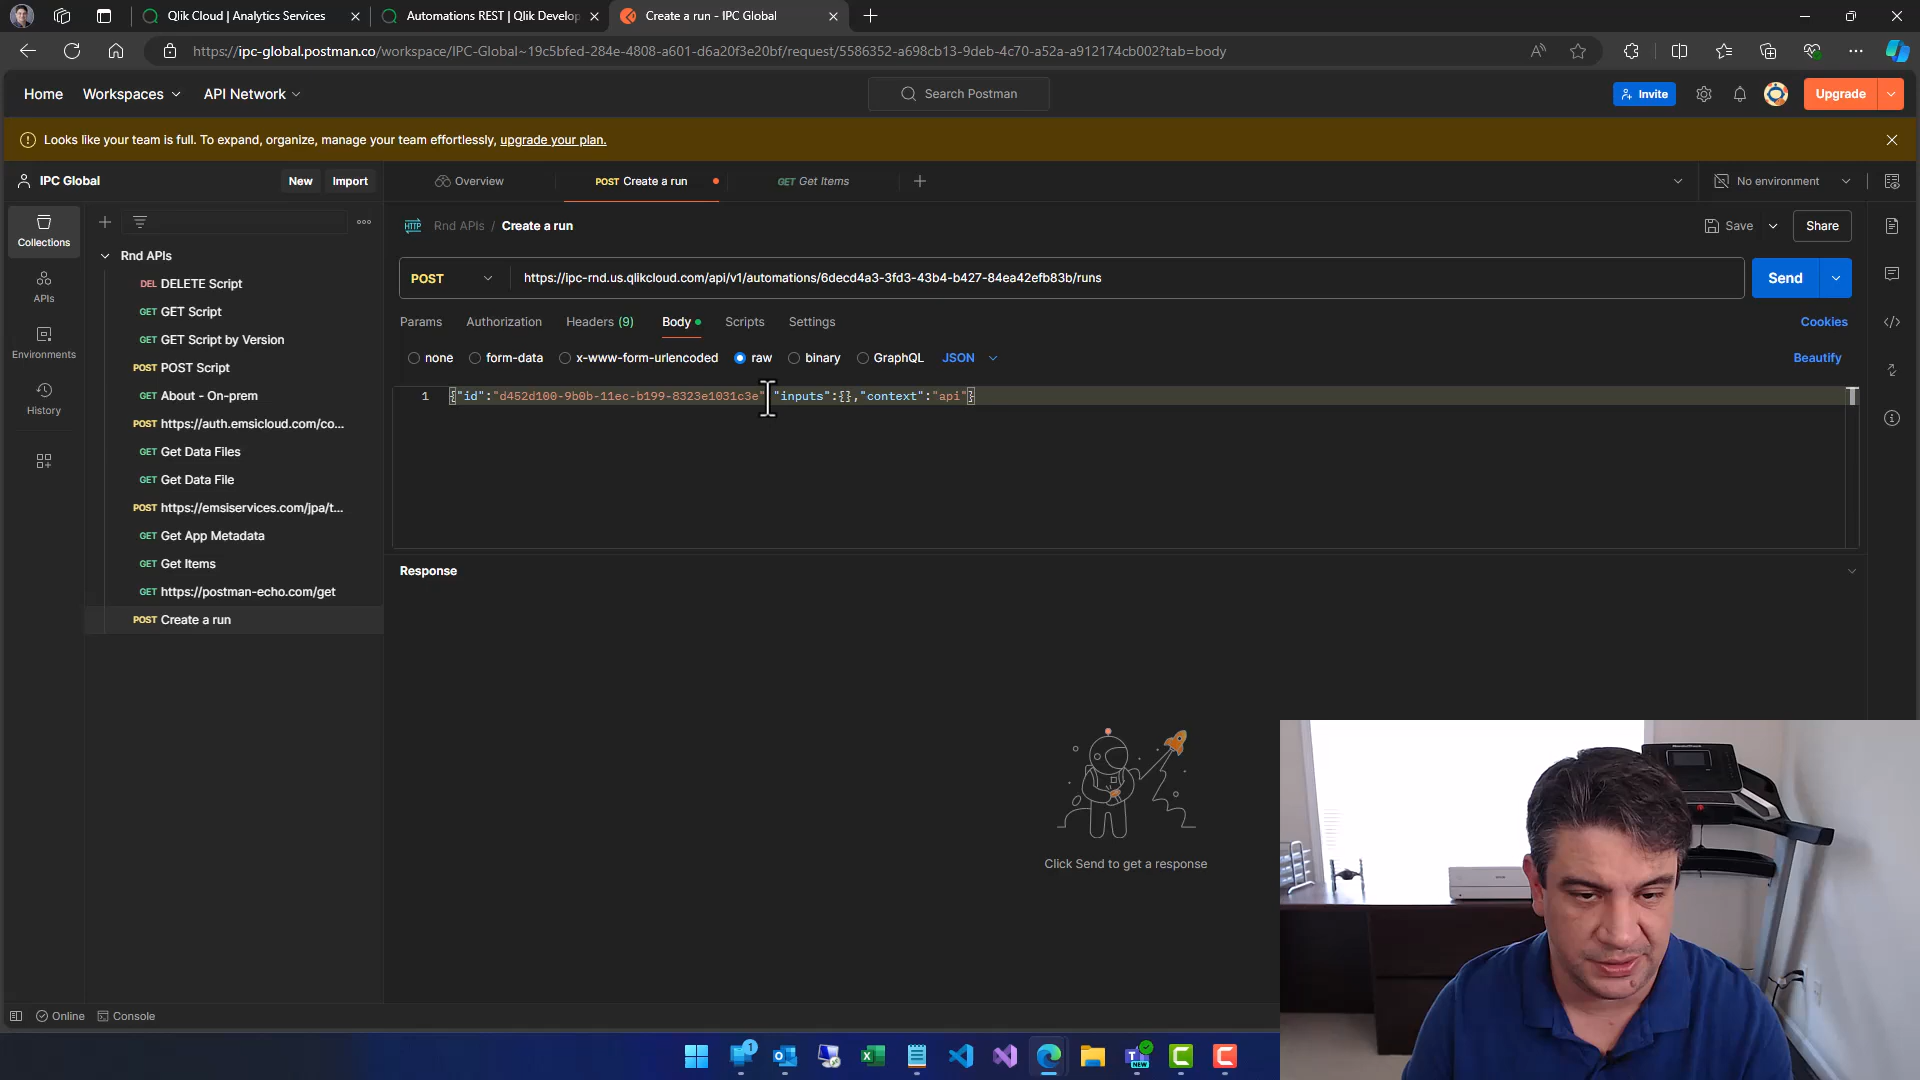 Qlik Cloud | Analytics Services
Automations REST | Qlik Develop
Create a run - IPC Global
https://ipc-global.postman.co/workspace/IPC-Global~19c5bfed-284e-4808-a601-d6a20f3e20bf/request/5586352-a698cb13-9deb-4c70-a52a-a912174cb002?tab=body
Home
Workspaces
API Network
Search Postman
Invite
Upgrade
Looks like your team is full. To expand, organize, manage your team effortlessly, upgrade your plan.
IPC Global
New
Import
Overview
POST Create a run
GET Get Items
No environment
Collections
APIs
Environments
History
Rnd APIs
DEL DELETE Script
GET GET Script
GET GET Script by Version
POST POST Script
GET About - On-prem
POST https://auth.emsicloud.com/co...
GET Get Data Files
GET Get Data File
POST https://emsiservices.com/jpa/t...
GET Get App Metadata
GET Get Items
GET https://postman-echo.com/get
POST Create a run
HTTP Rnd APIs / Create a run
Save
Share
POST
https://ipc-rnd.us.qlikcloud.com/api/v1/automations/6decd4a3-3fd3-43b4-b427-84ea42efb83b/runs
Send
Params
Authorization
Headers (9)
Body
Scripts
Settings
Cookies
none
form-data
x-www-form-urlencoded
raw
binary
GraphQL
JSON
Beautify
1 {"id":"d452d100-9b0b-11ec-b199-8323e1031c3e" "inputs":{},"context":"api"}
Response
Click Send to get a response
Online
Console
1
NEW